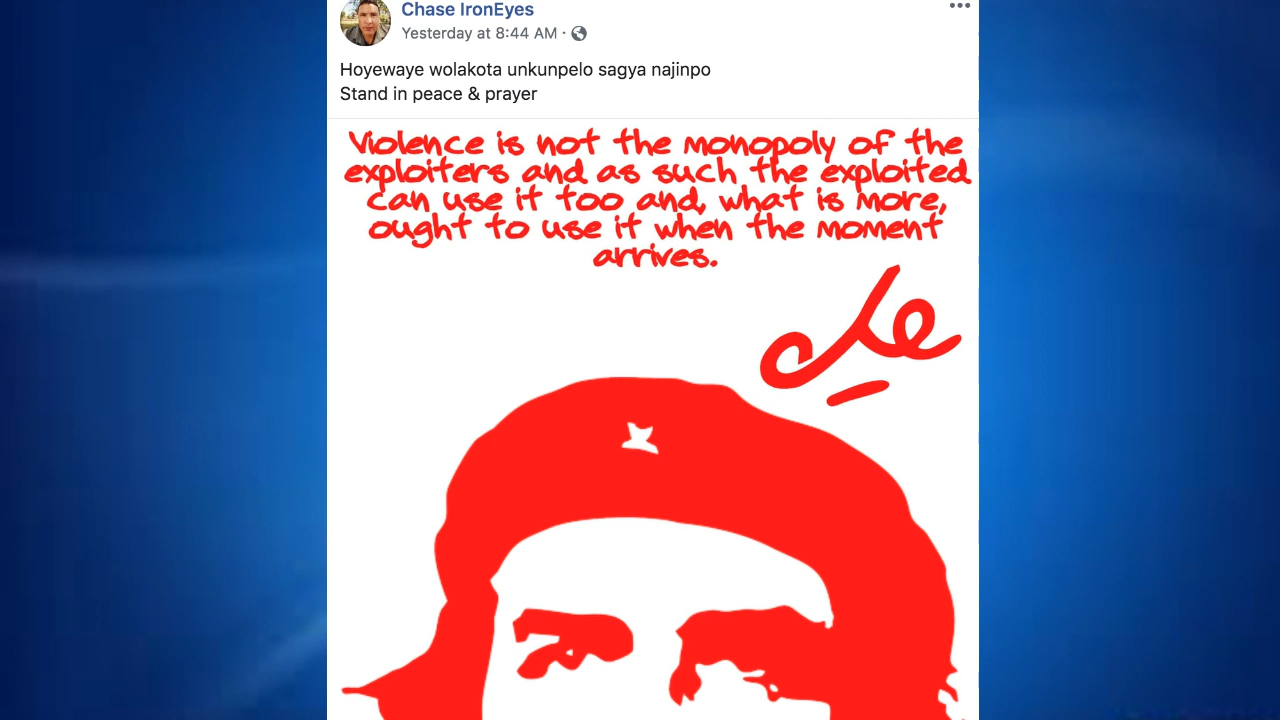 Chase IronEyes
Yesterday at 8:44 AM ·
Hoyewaye wolakota unkunpelo sagya najinpo
Stand in peace & prayer
Violence is not the monopoly of the
exploiters and as such the exploited
can use it too and, what is more,
ought to use it when the moment
arrives.
che